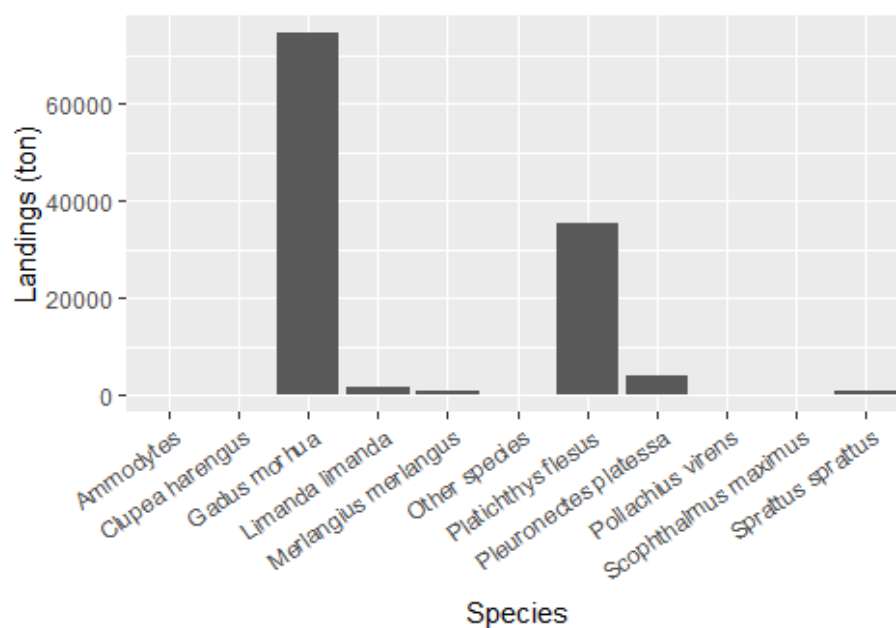 Landings (ton)
60000
40000
20000
0
Ammodytes
Clupea harengus
Gadus morhua
Limanda limanda
Merlangius merlangus
Other species
Platichthys flesus
Pleuronectes platessa
Pollachius virens
Scophthalmus maximus
Sprattus sprattus
Species